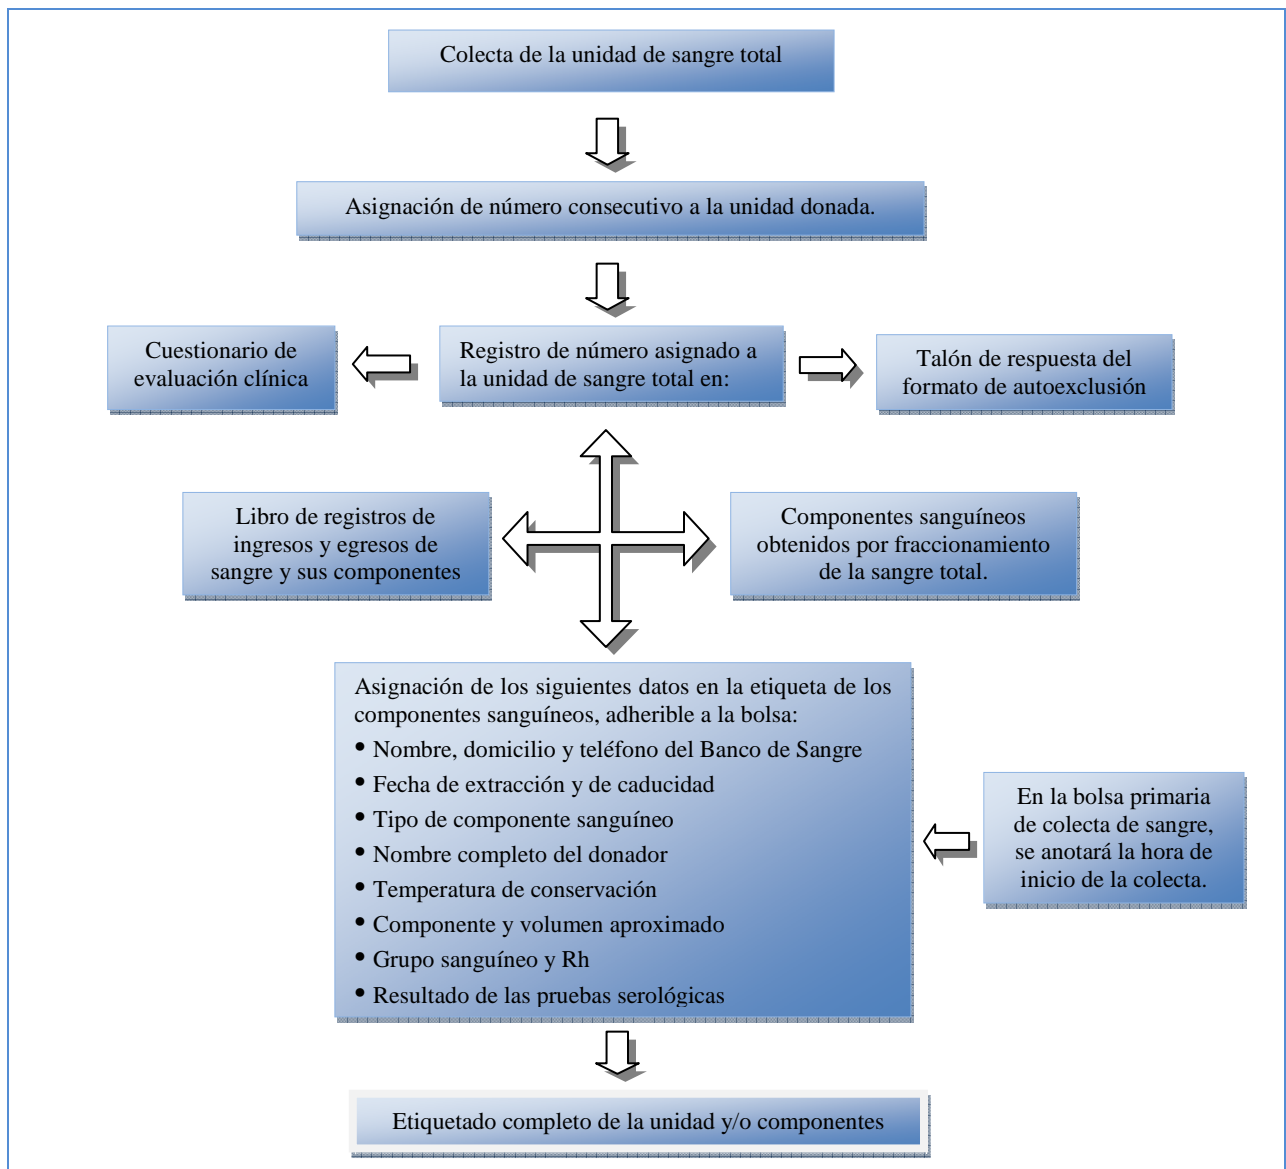 Colecta de la unidad de sangre total
Asignación de número consecutivo a la unidad donada.
Cuestionario de
evaluación clínica
Registro de número asignado a
la unidad de sangre total en:
Talón de respuesta del
formato de autoexclusión
Libro de registros de
ingresos y egresos de
sangre y sus componentes
Componentes sanguíneos
obtenidos por fraccionamiento
de la sangre total.
Asignación de los siguientes datos en la etiqueta de los
componentes sanguíneos, adherible a la bolsa:
• Nombre, domicilio y teléfono del Banco de Sangre
• Fecha de extracción y de caducidad
• Tipo de componente sanguíneo
• Nombre completo del donador
• Temperatura de conservación
• Componente y volumen aproximado
• Grupo sanguíneo y Rh
• Resultado de las pruebas serológicas
En la bolsa primaria
de colecta de sangre,
se anotará la hora de
inicio de la colecta.
Etiquetado completo de la unidad y/o componentes